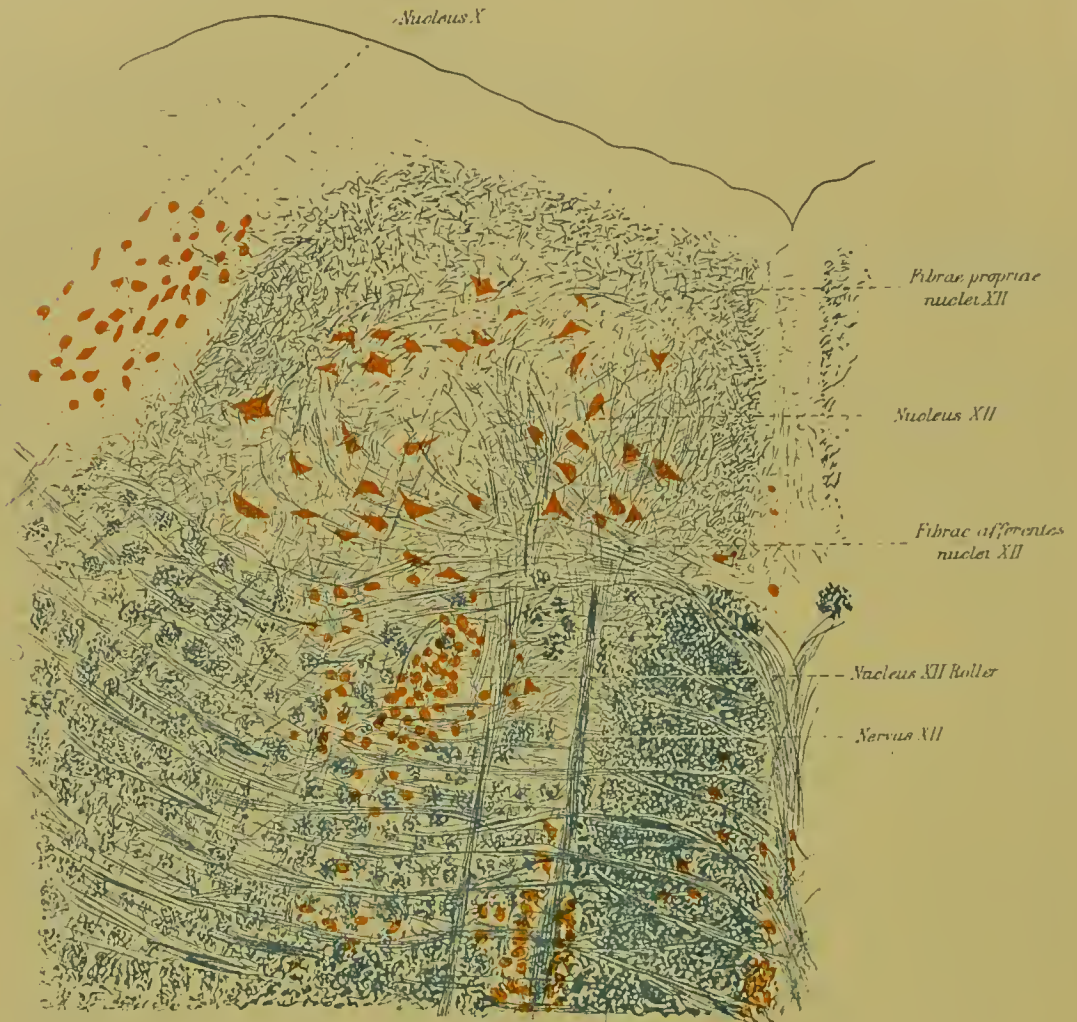 Nucleus X
Fibrae propriae
nuclei XII
Nucleus XII
Fibrae afferentes
nuclei XII
Nucleus XII Roller
Nervus XII